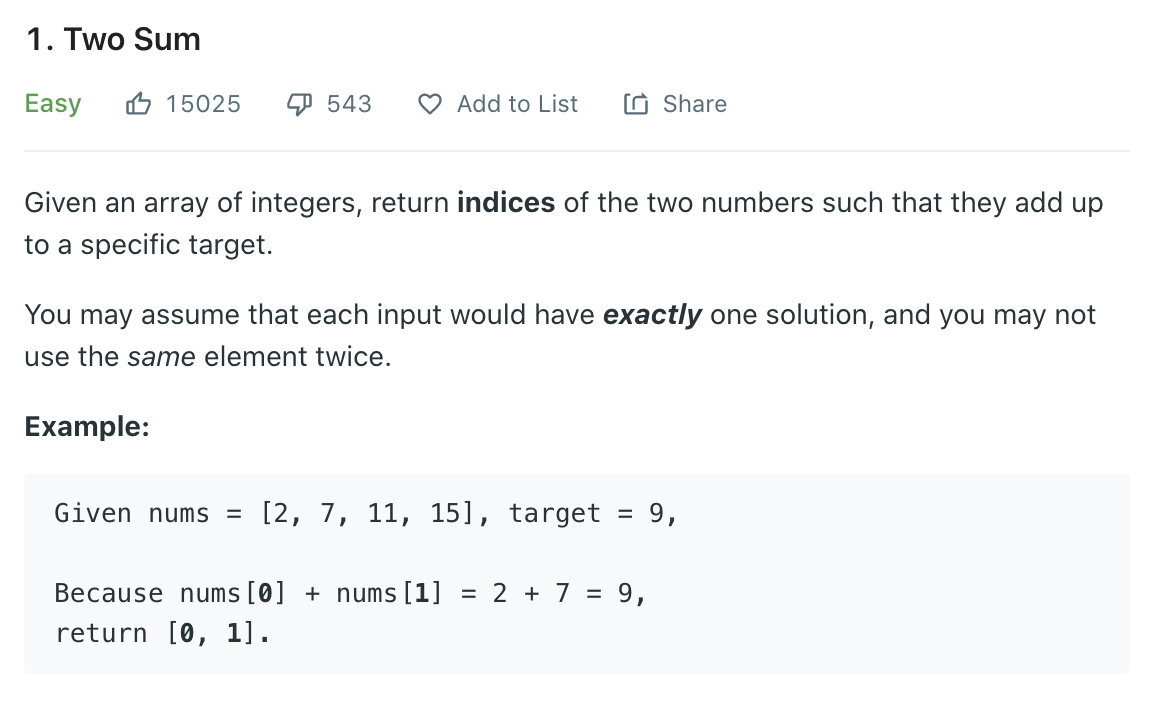 1. Two Sum
Easy 15025 543 Add to List Share
Given an array of integers, return indices of the two numbers such that they add up
to a specific target.
You may assume that each input would have exactly one solution, and you may not
use the same element twice.
Example:
Given nums = [2, 7, 11, 15], target = 9,
Because nums[0] + nums[1] = 2 + 7 = 9,
return [0, 1].